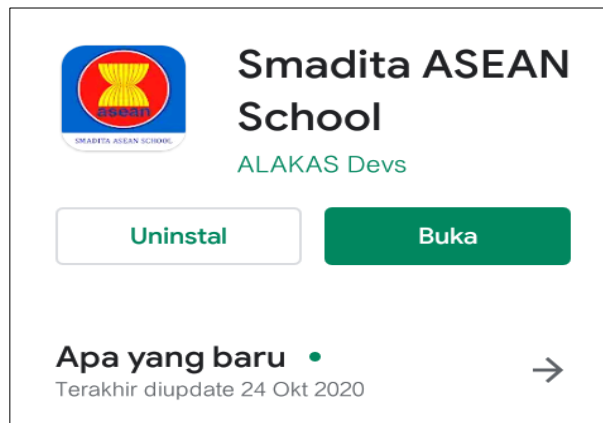 Smadita ASEAN
School
asean
SMADITA ASEAN SCHOOL
ALAKAS Devs
Uninstal
Buka
Apa yang baru
Terakhir diupdate 24 Okt 2020